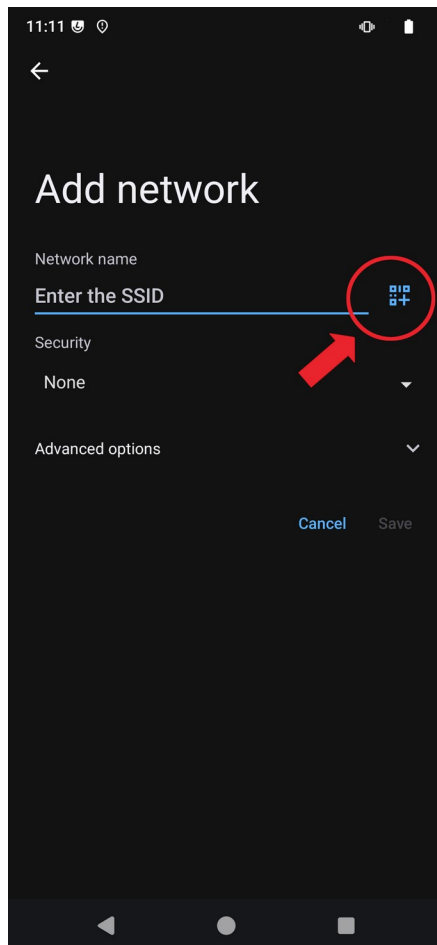 11:11
Add network
Network name
Enter the SSID
Security
None
Advanced options
Cancel Save